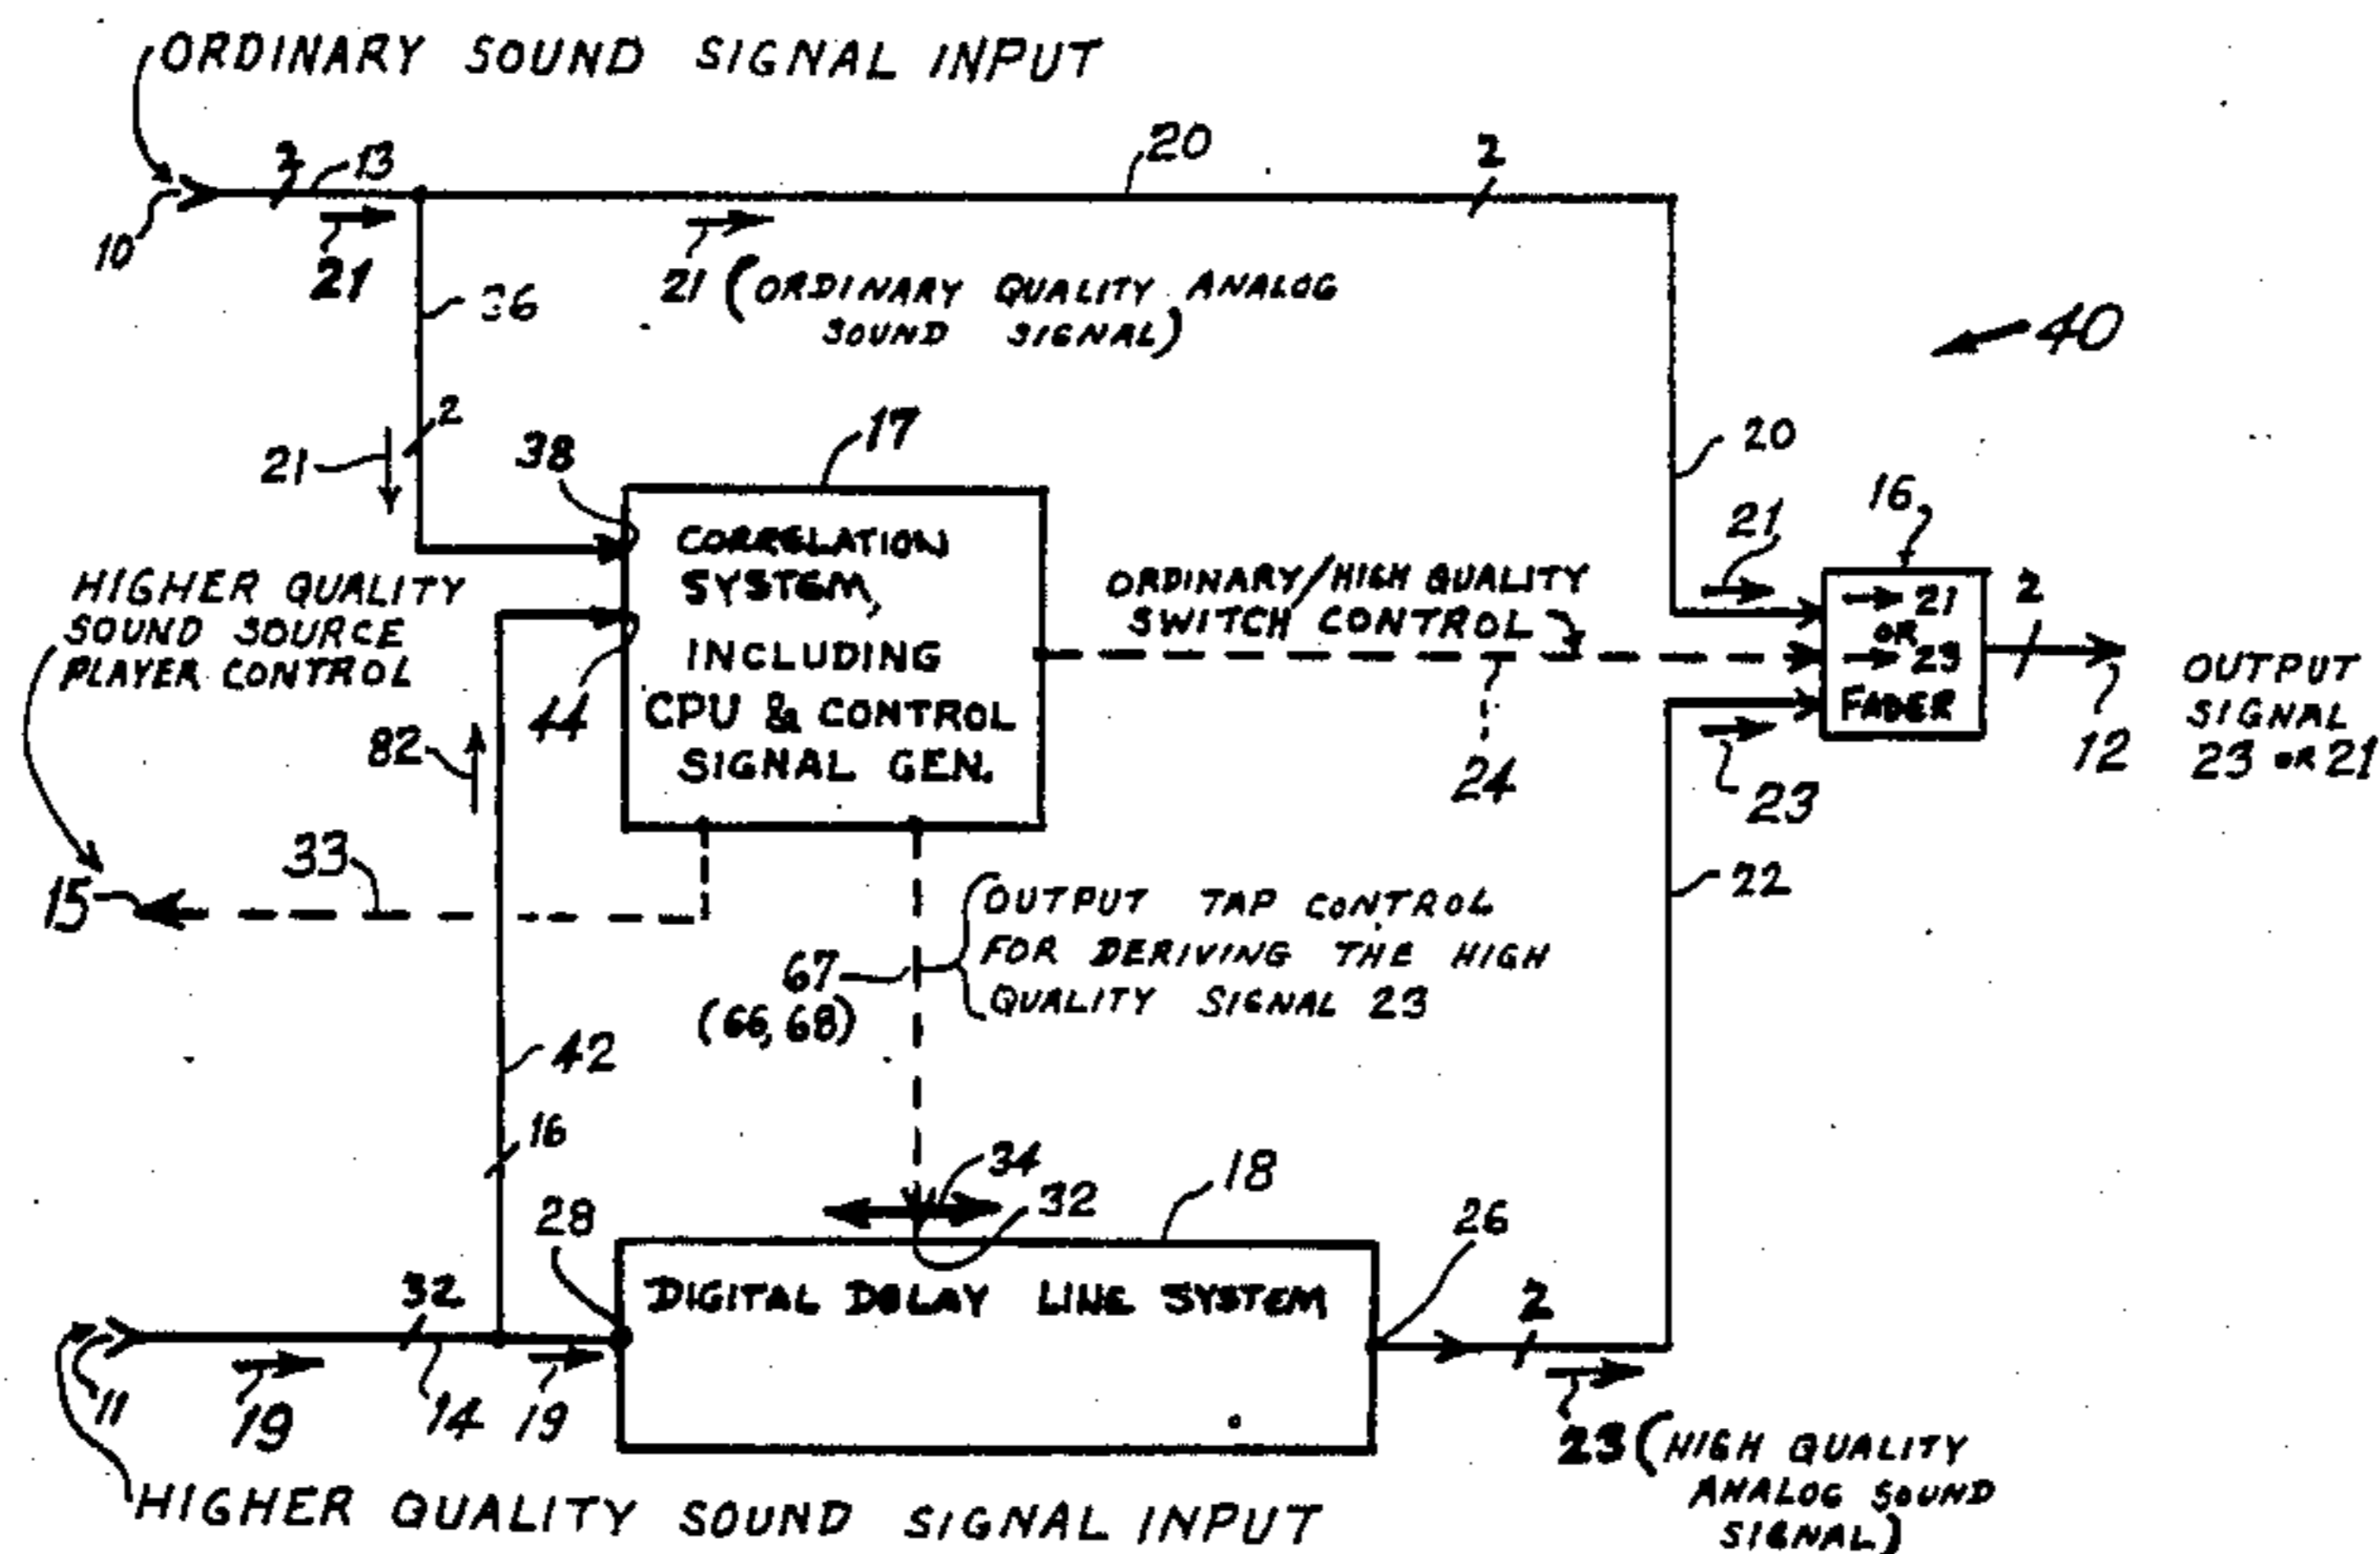 ORDINARY SOUND SIGNAL INPUT
2
13
20
2
10
21
36
21 (ORDINARY QUALITY ANALOG
SOUND SIGNAL)
40
2
21
38
17
20
16
21
CORRELATION
SYSTEM,
INCLUDING
CPU & CONTROL
SIGNAL GEN.
HIGHER QUALITY
SOUND SOURCE
PLAYER CONTROL
ORDINARY/HIGH QUALITY
SWITCH CONTROL
→ 21
OR
→ 23
FADER
2
OUTPUT
SIGNAL
23 OR 21
12
44
82
24
23
33
15
22
OUTPUT TAP CONTROL
FOR DERIVING THE HIGH
QUALITY SIGNAL 23
67
(66, 68)
42
16
34
32
18
28
26
DIGITAL DELAY LINE SYSTEM
32
2
11
19
14
19
23 (HIGH QUALITY
ANALOG SOUND
SIGNAL)
HIGHER QUALITY SOUND SIGNAL INPUT